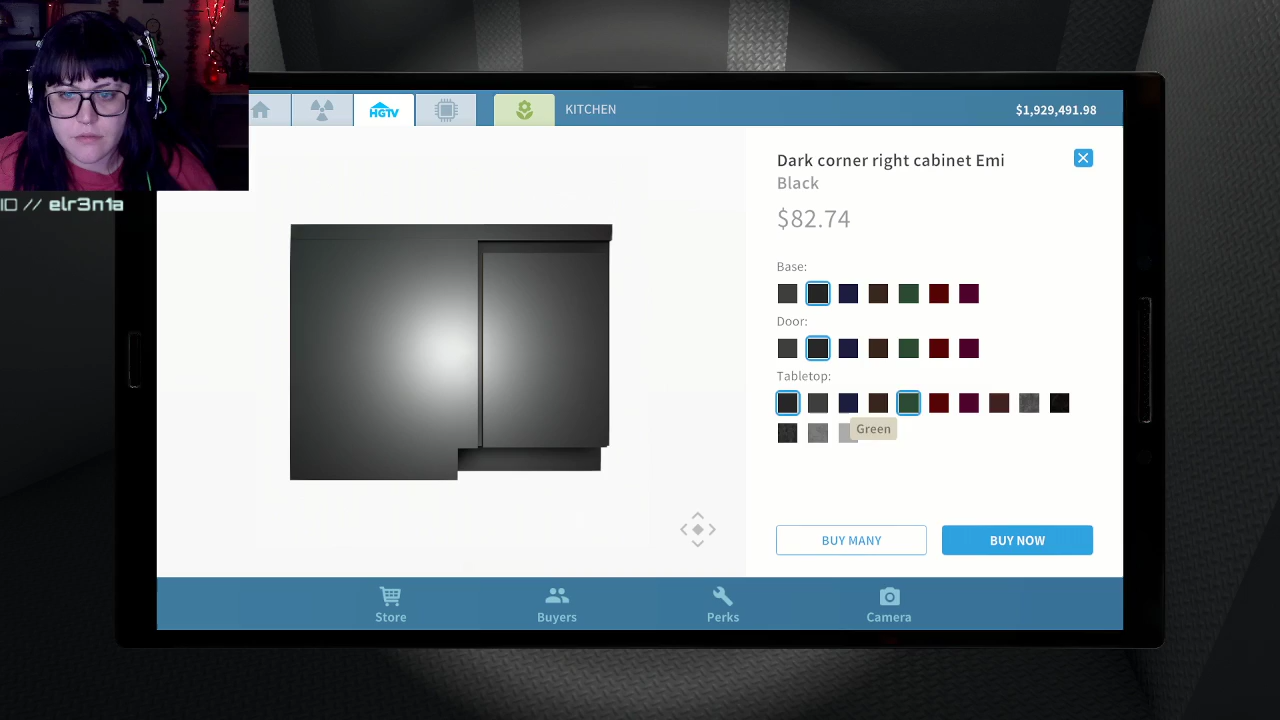 HGTV
KITCHEN
$1,929,491.98
Dark corner right cabinet Emi
Black
$82.74
ID // elr3n1a
Base:
Door:
Tabletop:
Green
BUY MANY
BUY NOW
Store
Buyers
Perks
Camera